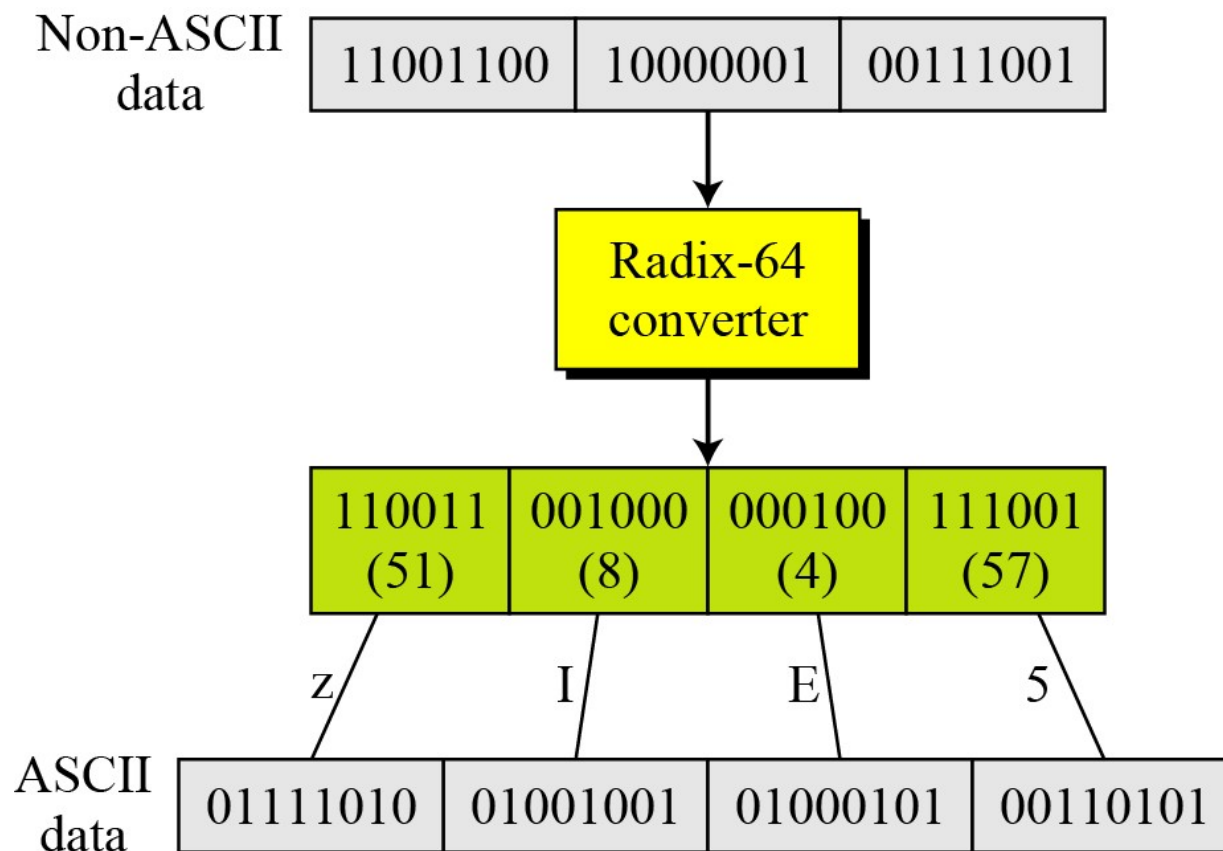 Non-ASCII
data
11001100 10000001 00111001
Radix-64
converter
110011 001000 000100 111001
(51) (8) (4) (57)
z I E 5
ASCII
data
01111010 01001001 01000101 00110101